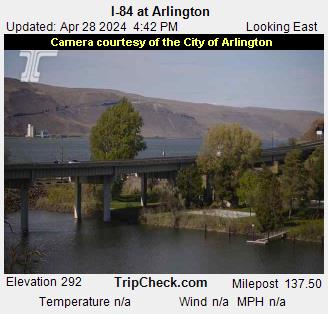 I-84 at Arlington
Updated: Apr 28 2024 4:42 PM Looking East
Camera courtesy of the City of Arlington
Elevation 292 TripCheck.com Milepost 137.50
Temperature n/a Wind n/a MPH n/a